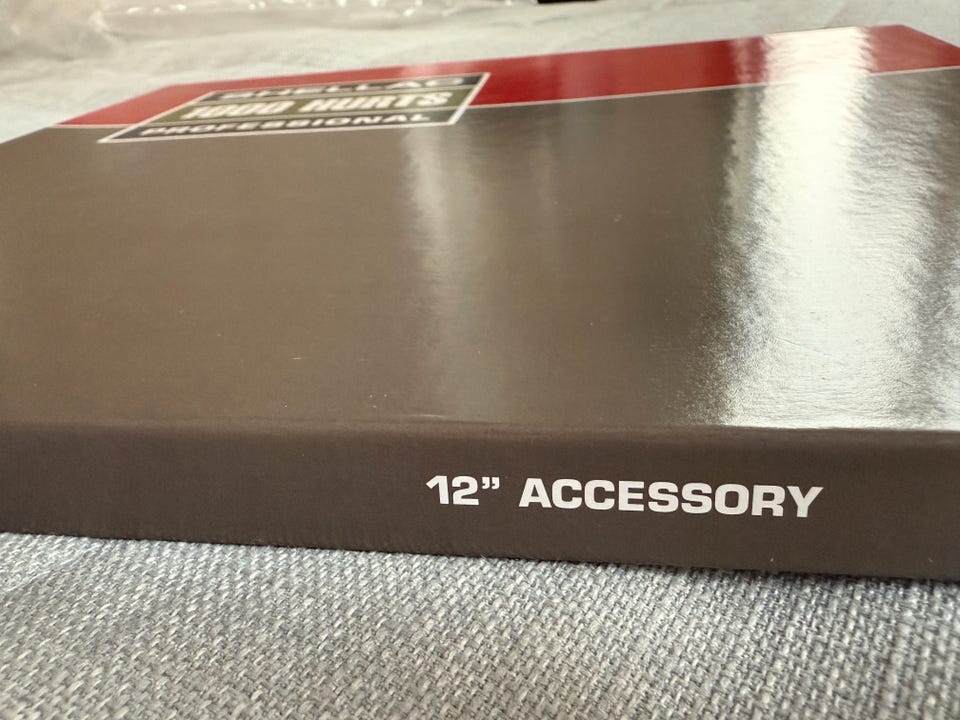 SHELLAC
1000 HURTS
PROFESSIONAL
12” ACCESSORY